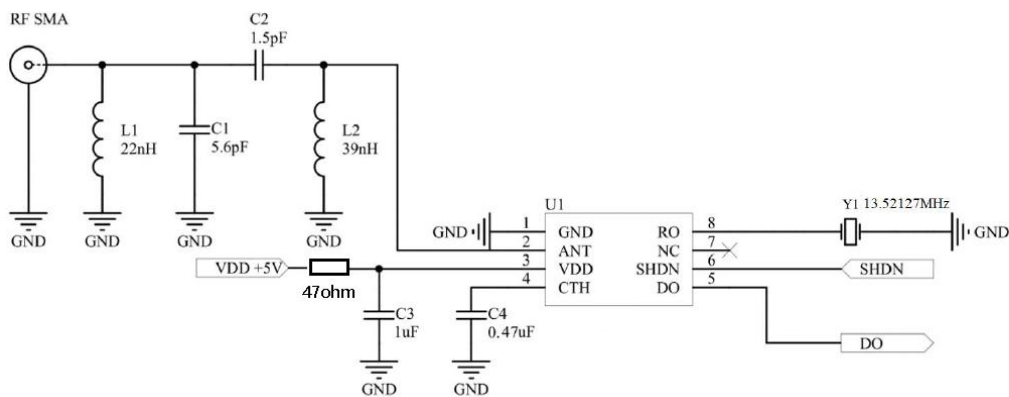 RF SMA
C2
1.5pF
L1
22nH
C1
5.6pF
L2
39nH
GND
GND
GND
GND
U1
1
GND
RO
8
Y1 13.52127MHz
GND
GND
2
ANT
NC
7
VDD +5V
3
VDD
SHDN
6
SHDN
47ohm
4
CTH
DO
5
C3
1uF
C4
0.47uF
DO
GND
GND